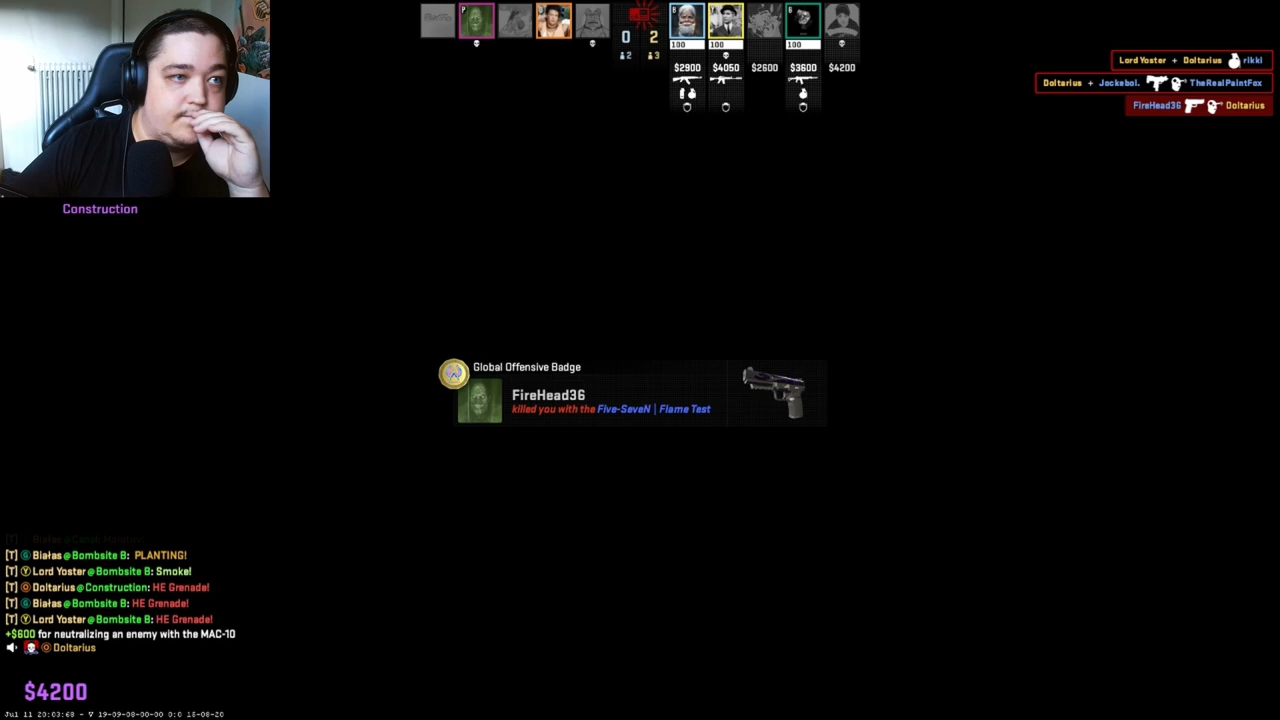 0 2
2 3
100 100 100
$2900 $4050 $2600 $3600 $4200
Lord Yoster + Doltarius rikki
Doltarius + Jockebol. TheRealPaintFox
FireHead36 Doltarius
Construction
Global Offensive Badge
FireHead36
killed you with the Five-SeveN | Flame Test
[T] Białas@Bombsite B: PLANTING!
[T] Lord Yoster@Bombsite B: Smoke!
[T] Doltarius@Construction: HE Grenade!
[T] Białas@Bombsite B: HE Grenade!
[T] Lord Yoster@Bombsite B: HE Grenade!
+$600 for neutralizing an enemy with the MAC-10
Doltarius
$4200